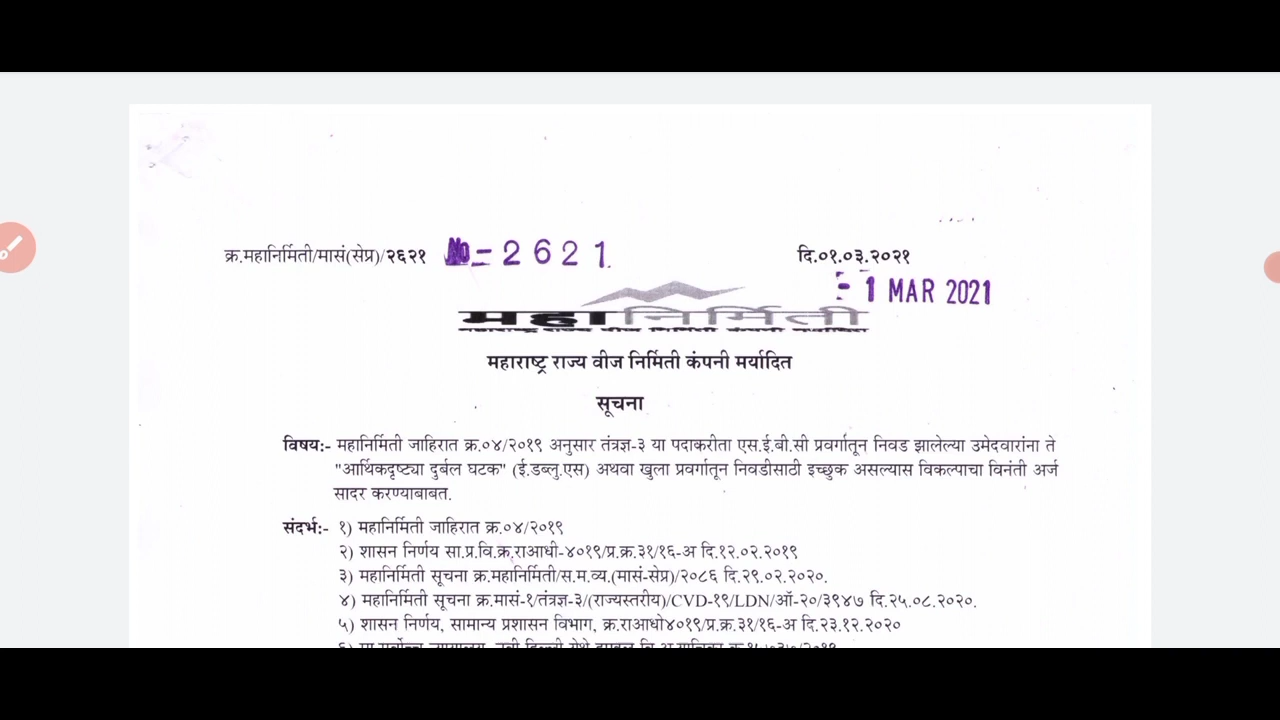 क्र.महानिर्मिती/मासं(सेप्र)/२६२१ No = 2621 दि.०१.०३.२०२१
- 1 MAR 2021
महानिर्मिती
महाराष्ट्र राज्य वीज निर्मिती कंपनी मर्यादित
सूचना
विषय:- महानिर्मिती जाहिरात क्र.०४/२०१९ अनुसार तंत्रज्ञ-३ या पदाकरीता एस.ई.बी.सी प्रवर्गातून निवड झालेल्या उमेदवारांना ते
"आर्थिकदृष्ट्या दुर्बल घटक" (ई.डब्लु.एस) अथवा खुला प्रवर्गातून निवडीसाठी इच्छुक असल्यास विकल्पाचा विनंती अर्ज
सादर करण्याबाबत.
संदर्भ:- १) महानिर्मिती जाहिरात क्र.०४/२०१९
२) शासन निर्णय सा.प्र.वि.क्र.राआधी-४०१९/प्र.क्र.३१/१६-अ दि.१२.०२.२०१९
३) महानिर्मिती सूचना क्र.महानिर्मिती/स.म.व्य.(मासं-सेप्र)/२०८६ दि.२९.०२.२०२०.
४) महानिर्मिती सूचना क्र.मासं-१/तंत्रज्ञ-३/(राज्यस्तरीय)/CVD-१९/LDN/ऑ-२०/३९४७ दि.२५.०८.२०२०.
५) शासन निर्णय, सामान्य प्रशासन विभाग, क्र.राआधो४०१९/प्र.क्र.३१/१६-अ दि.२३.१२.२०२०